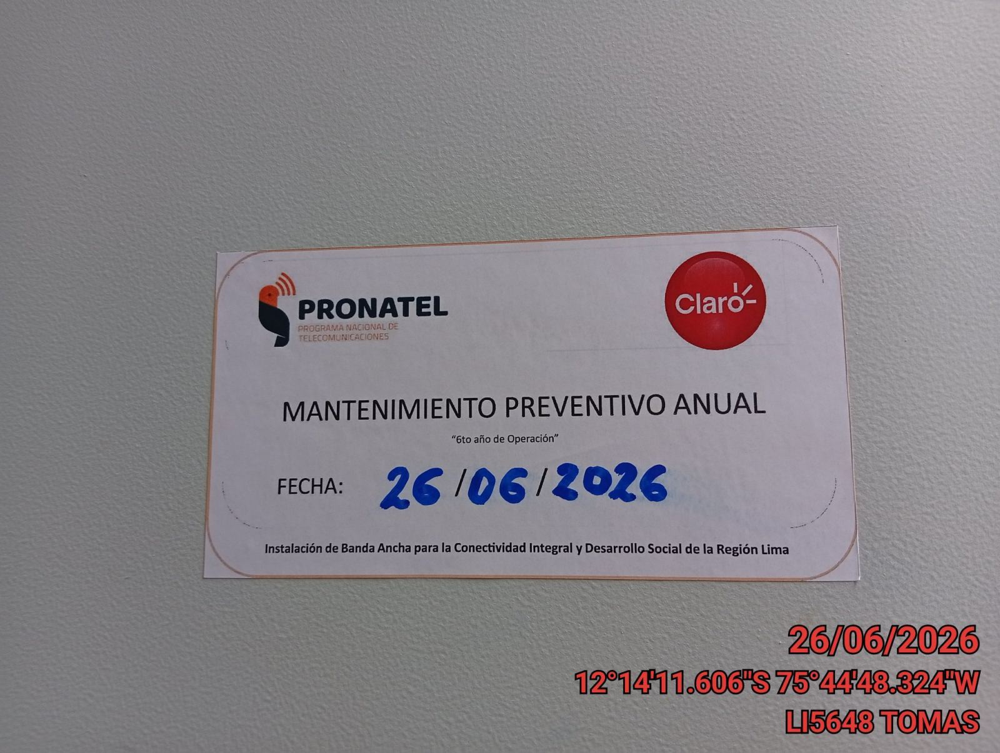 PRONATEL
PROGRAMA NACIONAL DE
TELECOMUNICACIONES
Claro
MANTENIMIENTO PREVENTIVO ANUAL
“6to año de Operación”
FECHA: 26/06/2026
Instalación de Banda Ancha para la Conectividad Integral y Desarrollo Social de la Región Lima
26/06/2026
12°14'11.606"S 75°44'48.324"W
LI5648 TOMAS